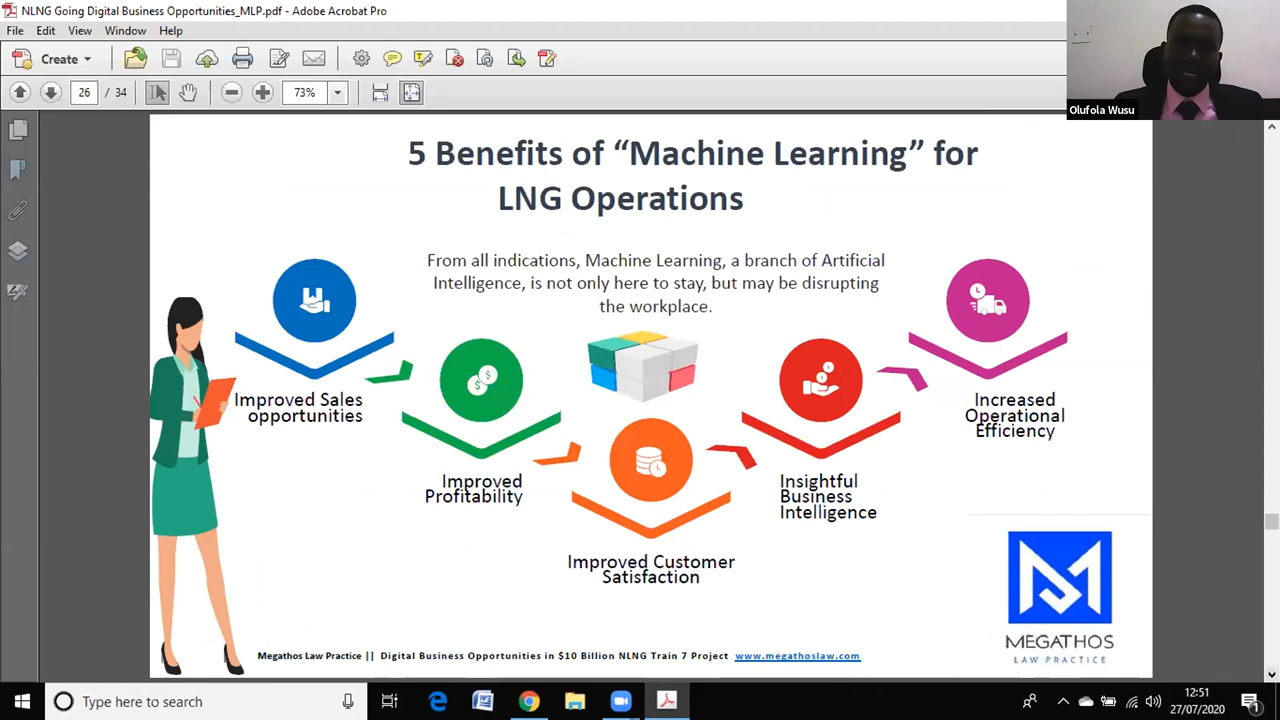 NLNG Going Digital Business Opportunities_MLP.pdf - Adobe Acrobat Pro
File Edit View Window Help
Create
26 / 34
73%
Olufola Wusu
5 Benefits of “Machine Learning” for
LNG Operations
From all indications, Machine Learning, a branch of Artificial
Intelligence, is not only here to stay, but may be disrupting
the workplace.
Improved Sales
opportunities
Improved
Profitability
Improved Customer
Satisfaction
Insightful
Business
Intelligence
Increased
Operational
Efficiency
MEGATHOS
LAW PRACTICE
Megathos Law Practice || Digital Business Opportunities in $10 Billion NLNG Train 7 Project www.megathoslaw.com
Type here to search
12:51
27/07/2020
1